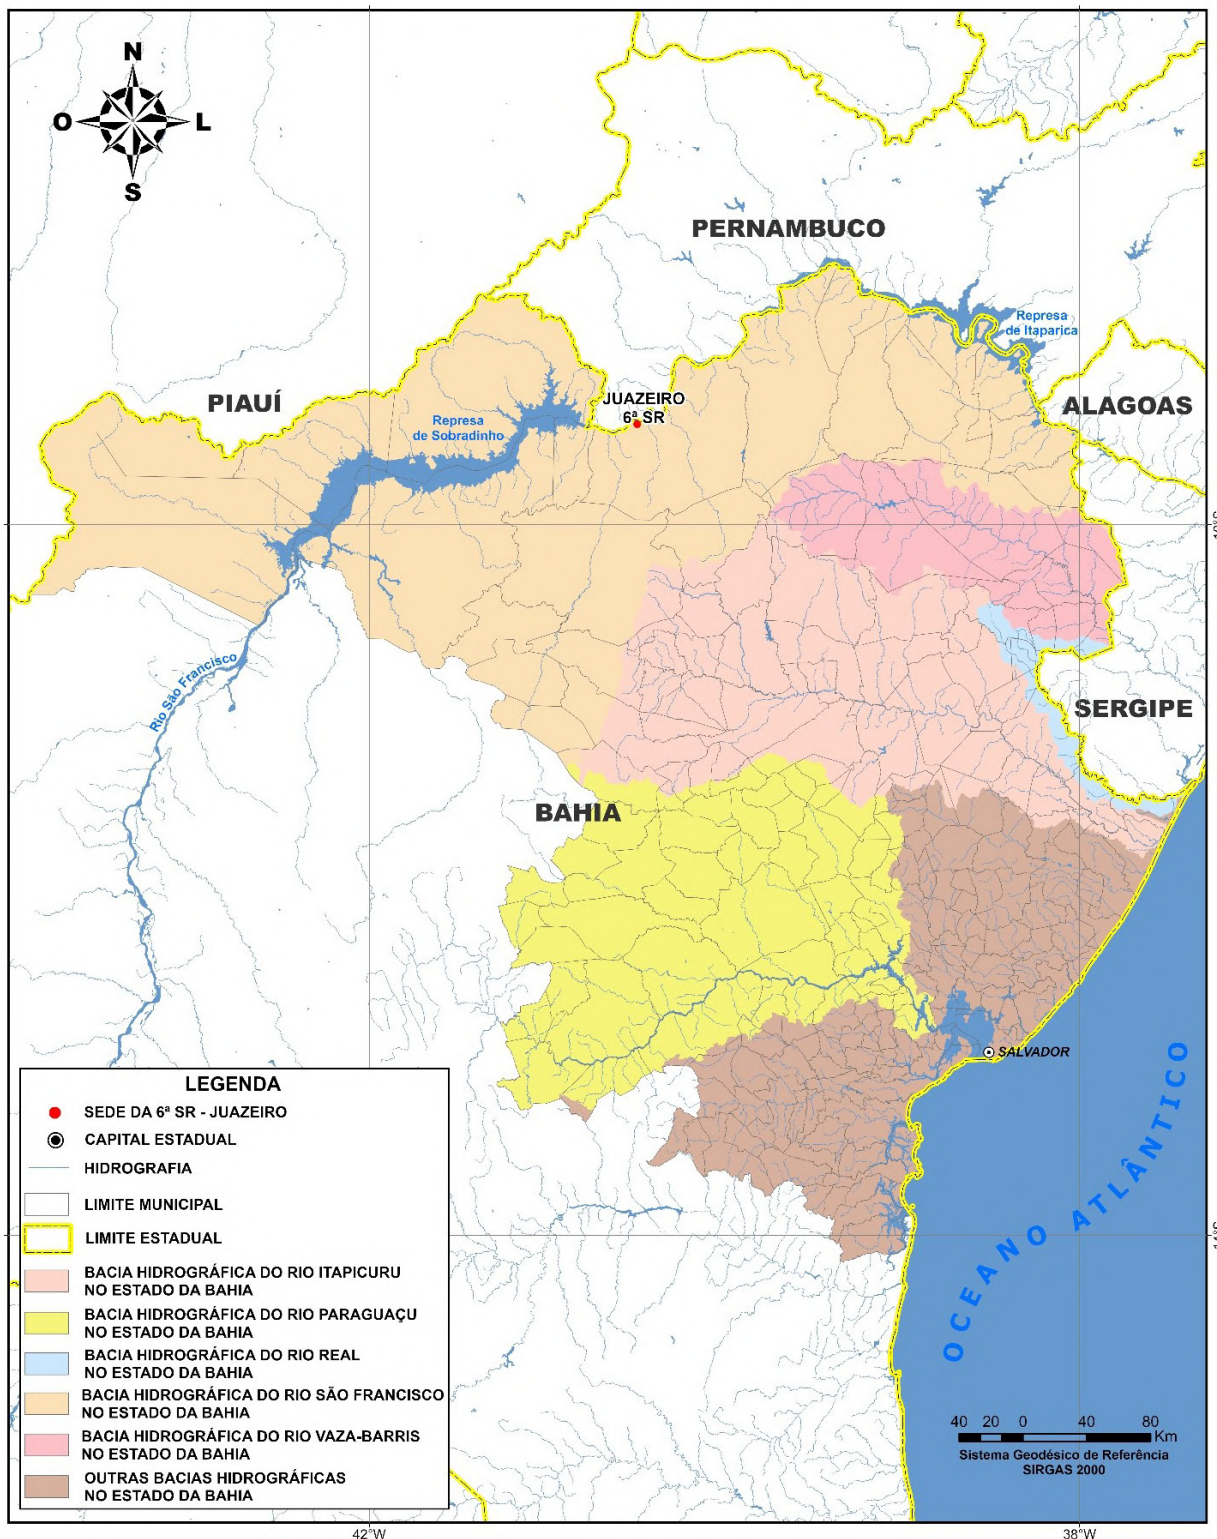 N
O
L
S
PERNAMBUCO
Represa
de Itaparica
PIAUÍ
JUAZEIRO
6ª SR
ALAGOAS
Represa
de Sobradinho
10°S
Rio São Francisco
SERGIPE
BAHIA
SALVADOR
OCEANO ATLÂNTICO
LEGENDA
SEDE DA 6ª SR - JUAZEIRO
CAPITAL ESTADUAL
HIDROGRAFIA
LIMITE MUNICIPAL
LIMITE ESTADUAL
BACIA HIDROGRÁFICA DO RIO ITAPICURU
NO ESTADO DA BAHIA
BACIA HIDROGRÁFICA DO RIO PARAGUAÇU
NO ESTADO DA BAHIA
BACIA HIDROGRÁFICA DO RIO REAL
NO ESTADO DA BAHIA
BACIA HIDROGRÁFICA DO RIO SÃO FRANCISCO
NO ESTADO DA BAHIA
BACIA HIDROGRÁFICA DO RIO VAZA-BARRIS
NO ESTADO DA BAHIA
OUTRAS BACIAS HIDROGRÁFICAS
NO ESTADO DA BAHIA
14°S
40 20 0 40 80
Km
Sistema Geodésico de Referência
SIRGAS 2000
42°W
38°W